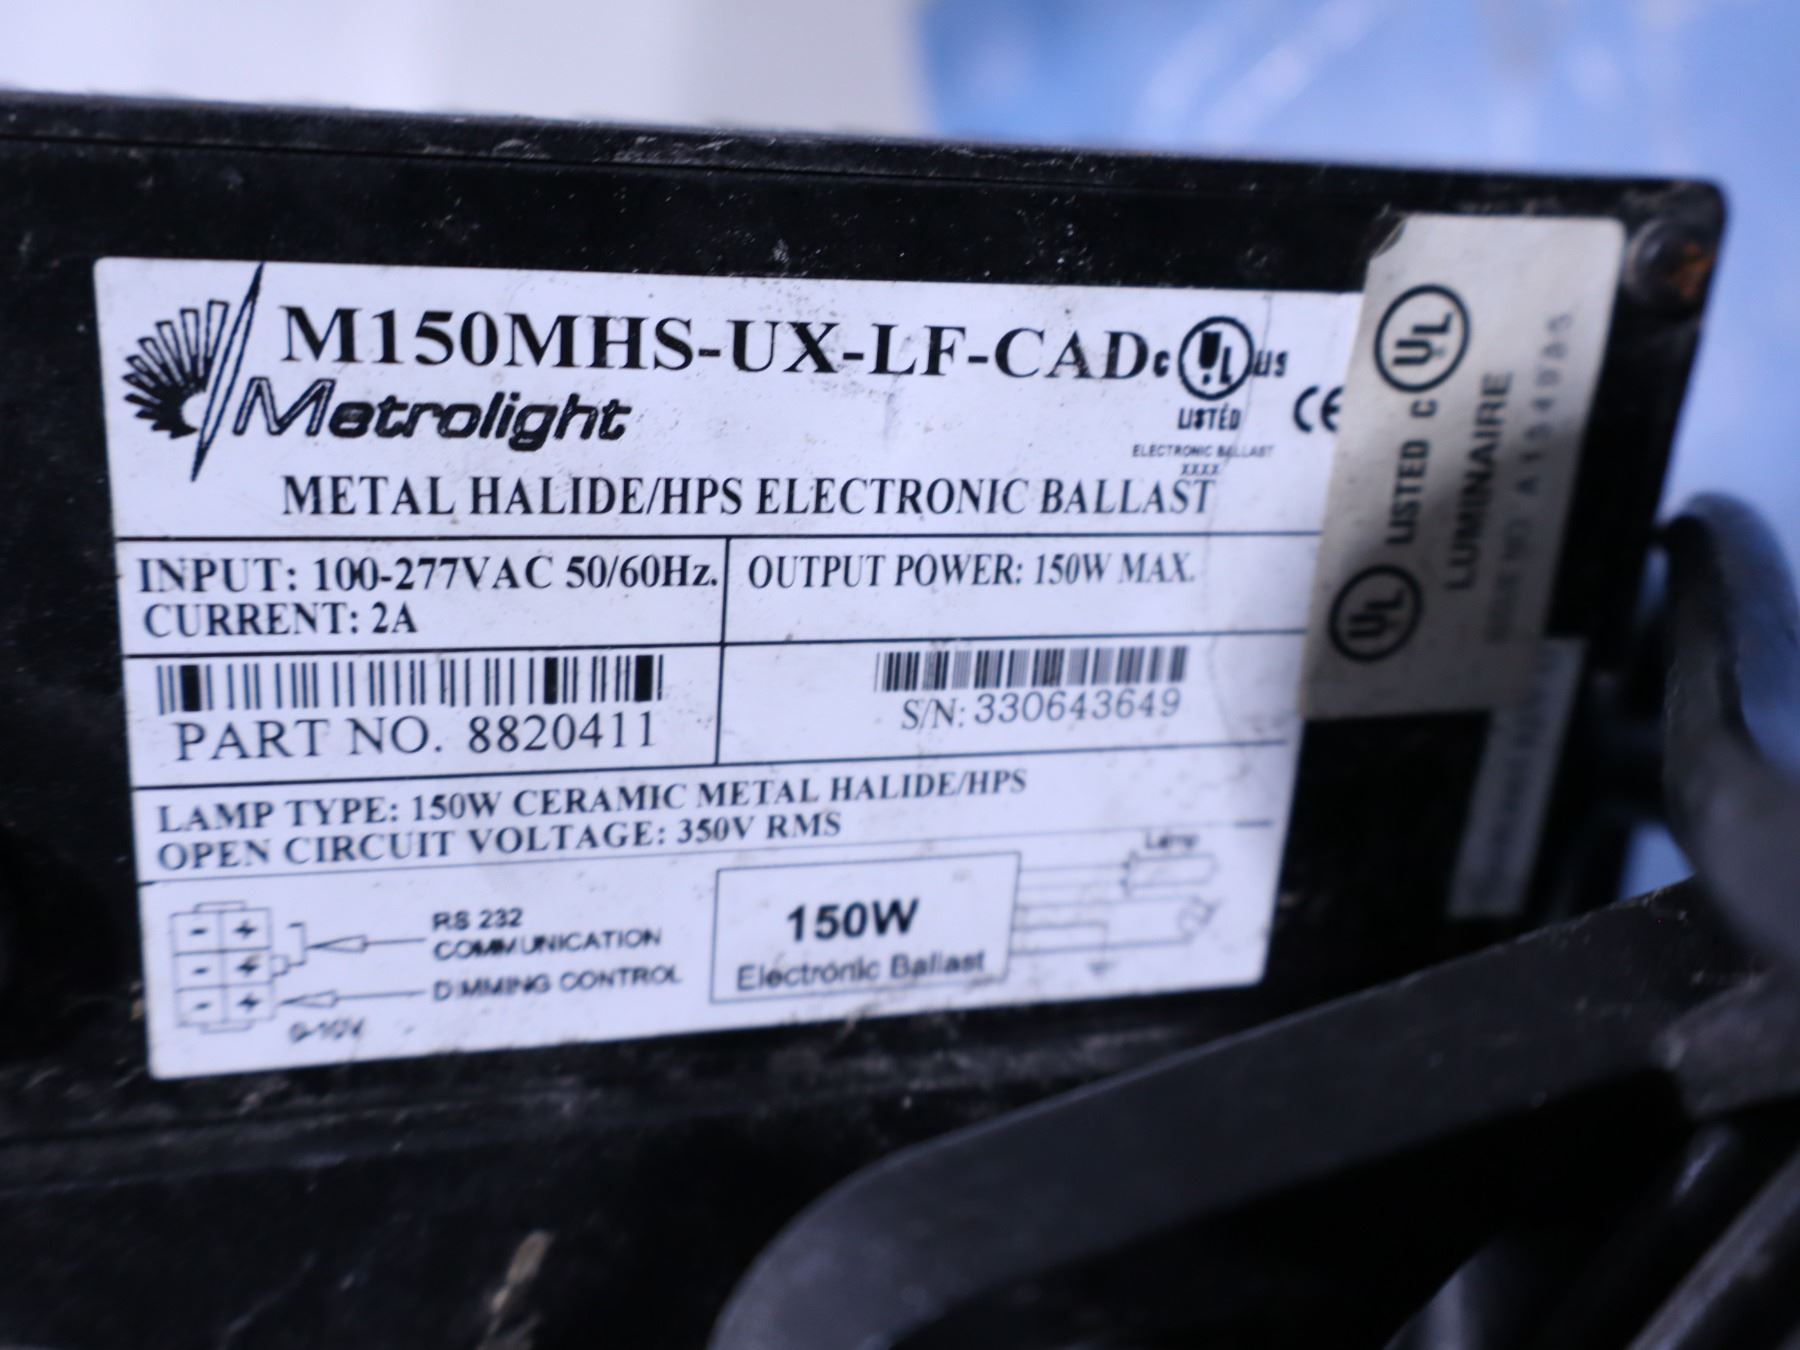 M150MHS-UX-LF-CAD
Metrolight
c UL us
LISTED
CE
ELECTRONIC BALLAST
XXXX
METAL HALIDE/HPS ELECTRONIC BALLAST
INPUT: 100-277VAC 50/60Hz.
CURRENT: 2A
OUTPUT POWER: 150W MAX.
PART NO. 8820411
S/N: 330643649
LAMP TYPE: 150W CERAMIC METAL HALIDE/HPS
OPEN CIRCUIT VOLTAGE: 350V RMS
RS 232
COMMUNICATION
DIMMING CONTROL
0-10V
150W
Electronic Ballast
Lamp
UL LISTED C UL
LUMINAIRE